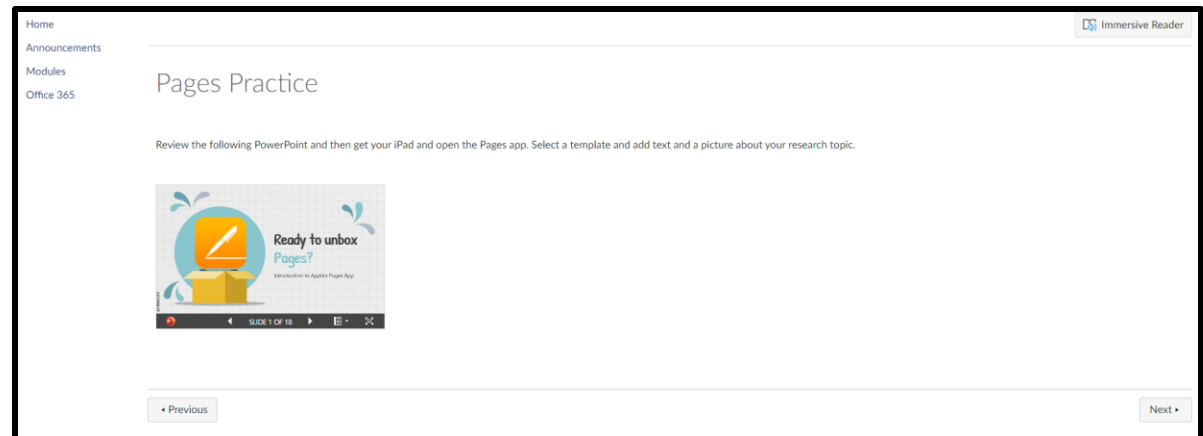 Home
Immersive Reader
Announcements
Modules
Office 365
Pages Practice
Review the following PowerPoint and then get your iPad and open the Pages app. Select a template and add text and a picture about your research topic.
Ready to unbox
Pages?
Introduction to Apple's Pages App
SLIDE 1 OF 18
Previous
Next